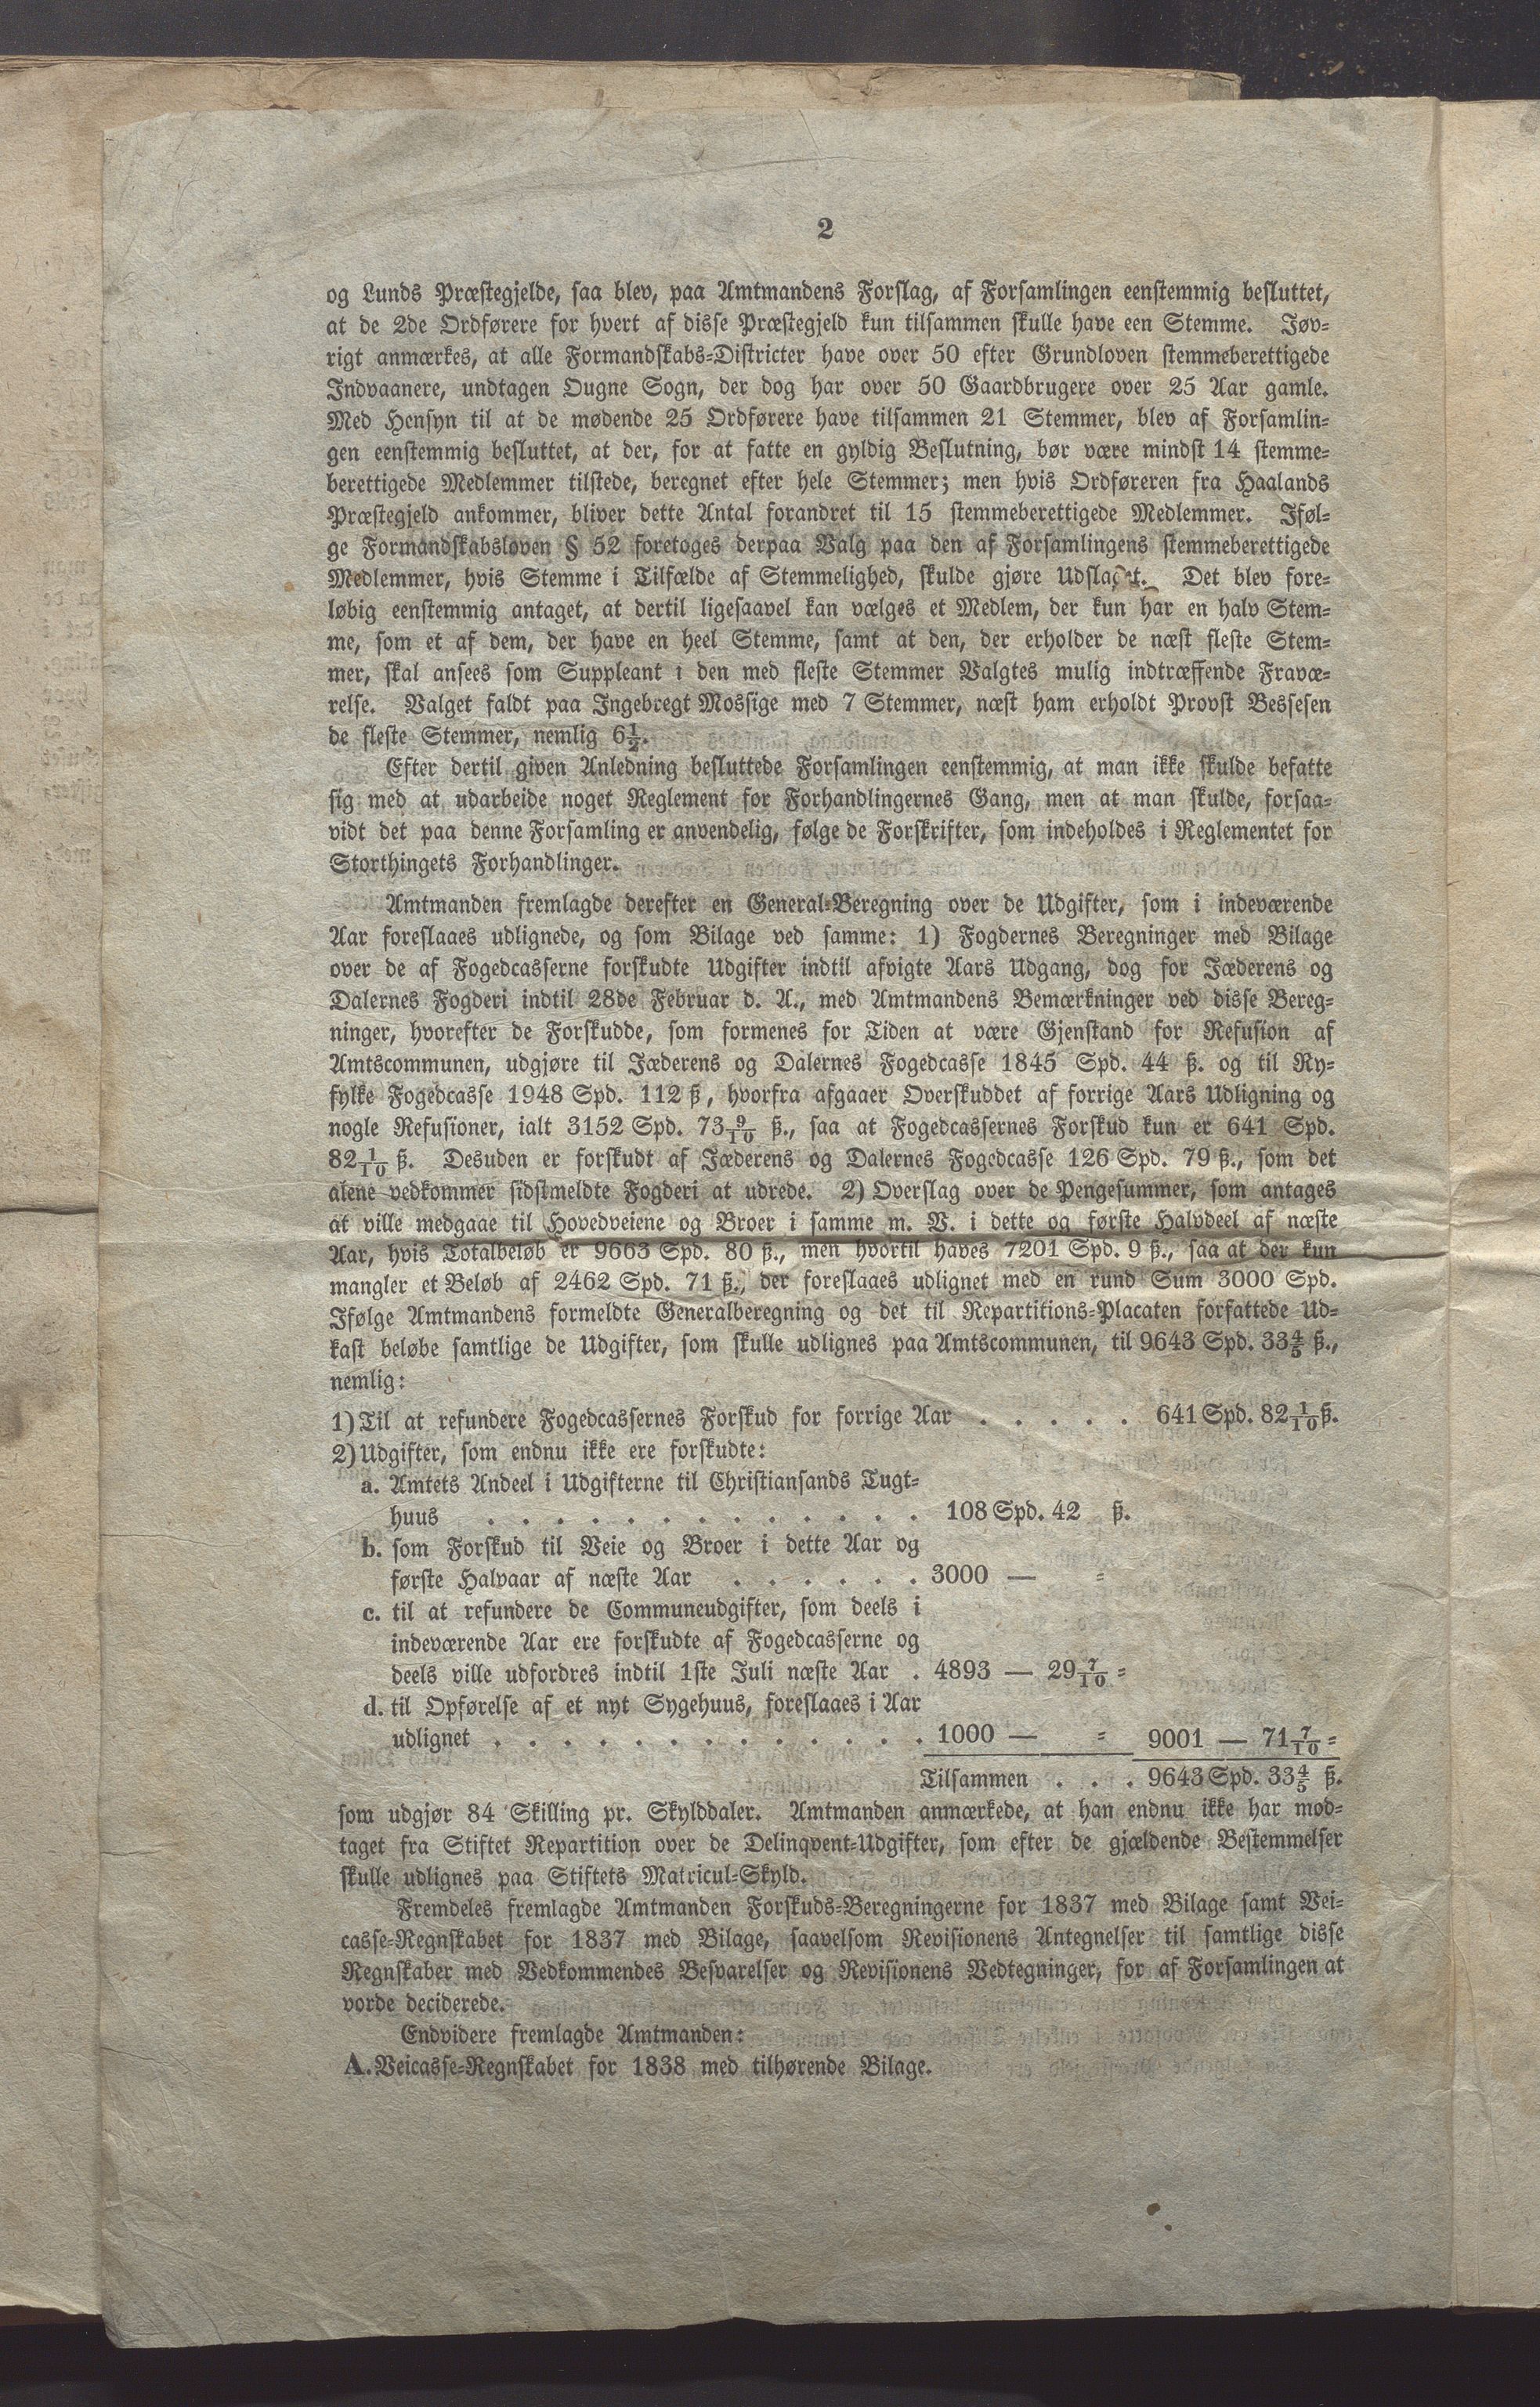 2
og Lunds Præstegjelde, saa blev, paa Amtmandens Forslag, af Forsamlingen eenstemmig besluttet,
at de 2de Ordførere for hvert af disse Præstegjeld kun tilsammen skulle have een Stemme. Iøv-
rigt anmærkes, at alle Formandskabs-Districter have over 50 efter Grundloven stemmeberettigede
Indvaanere, undtagen Ougne Sogn, der dog har over 50 Gaardbrugere over 25 Aar gamle.
Med Hensyn til at de mødende 25 Ordførere have tilsammen 21 Stemmer, blev af Forsamlin-
gen eenstemmig besluttet, at der, for at fatte en gyldig Beslutning, bør være mindst 14 stemme-
berettigede Medlemmer tilstede, beregnet efter hele Stemmer; men hvis Ordføreren fra Haalands
Præstegjeld ankommer, bliver dette Antal forandret til 15 stemmeberettigede Medlemmer. Iføl-
ge Formandskabsloven § 52 foretoges derpaa Valg paa den af Forsamlingens stemmeberettigede
Medlemmer, hvis Stemme i Tilfælde af Stemmelighed, skulde gjøre Udslaget. Det blev fore-
løbig eenstemmig antaget, at dertil ligesaavel kan vælges et Medlem, der kun har en halv Stem-
me, som et af dem, der have en heel Stemme, samt at den, der erholder de næst fleste Stem-
mer, skal ansees som Suppleant i den med fleste Stemmer Valgtes mulig indtræffende Fravæ-
relse. Valget faldt paa Ingebregt Mossige med 7 Stemmer, næst ham erholdt Provst Bessesen
de fleste Stemmer, nemlig 6½.
Efter dertil given Anledning besluttede Forsamlingen eenstemmig, at man ikke skulde befatte
sig med at udarbeide noget Reglement for Forhandlingernes Gang, men at man skulde, forsaa-
vidt det paa denne Forsamling er anvendelig, følge de Forskrifter, som indeholdes i Reglementet for
Storthingets Forhandlinger.
Amtmanden fremlagde derefter en General-Beregning over de Udgifter, som i indeværende
Aar foreslaaes udlignede, og som Bilage ved samme: 1) Fogdernes Beregninger med Bilage
over de af Fogedcasserne forskudte Udgifter indtil afvigte Aars Udgang, dog for Jæderens og
Dalernes Fogderi indtil 28de Februar d. A., med Amtmandens Bemærkninger ved disse Bereg-
ninger, hvorefter de Forskudde, som formenes for Tiden at være Gjenstand for Refusion af
Amtscommunen, udgjøre til Jæderens og Dalernes Fogedcasse 1845 Spd. 44 ß. og til Ry-
fylke Fogedcasse 1948 Spd. 112 ß, hvorfra afgaaer Overskuddet af forrige Aars Udligning og
nogle Refusioner, ialt 3152 Spd. 73 9/10 ß., saa at Fogedcassernes Forskud kun er 641 Spd.
82 1/10 ß. Desuden er forskudt af Jæderens og Dalernes Fogedcasse 126 Spd. 79 ß., som det
alene vedkommer sidstmeldte Fogderi at udrede. 2) Overslag over de Pengesummer, som antages
at ville medgaae til Hovedveiene og Broer i samme m. V. i dette og første Halvdeel af næste
Aar, hvis Totalbeløb er 9663 Spd. 80 ß., men hvortil haves 7201 Spd. 9 ß., saa at der kun
mangler et Beløb af 2462 Spd. 71 ß., der foreslaaes udlignet med en rund Sum 3000 Spd.
Ifølge Amtmandens formeldte Generalberegning og det til Repartitions-Placaten forfattede Ud-
kast beløbe samtlige de Udgifter, som skulle udlignes paa Amtscommunen, til 9643 Spd. 33⅘ ß.,
nemlig:
1) Til at refundere Fogedcassernes Forskud for forrige Aar . . . . . 641 Spd. 82 1/10 ß.
2) Udgifter, som endnu ikke ere forskudte:
a. Amtets Andeel i Udgifterne til Christiansands Tugt-
huus . . . . . . . . . . . . . 108 Spd. 42 ß.
b. som Forskud til Veie og Broer i dette Aar og
første Halvaar af næste Aar . . . . . . 3000 — =
c. til at refundere de Communeudgifter, som deels i
indeværende Aar ere forskudte af Fogedcasserne og
deels ville udfordres indtil 1ste Juli næste Aar . 4893 — 29 7/10 =
d. til Opførelse af et nyt Sygehuus, foreslaaes i Aar
udlignet . . . . . . . . . . . . . 1000 — = 9001 — 71 7/10 =
Tilsammen . . . 9643 Spd. 33⅘ ß.
som udgjør 84 Skilling pr. Skylddaler. Amtmanden anmærkede, at han endnu ikke har mod-
taget fra Stiftet Repartition over de Delinqvent-Udgifter, som efter de gjældende Bestemmelser
skulle udlignes paa Stiftets Matricul-Skyld.
Fremdeles fremlagde Amtmanden Forskuds-Beregningerne for 1837 med Bilage samt Vei-
casse-Regnskabet for 1837 med Bilage, saavelsom Revisionens Antegnelser til samtlige disse
Regnskaber med Vedkommendes Besvarelser og Revisionens Vedtegninger, for af Forsamlingen at
vorde deciderede.
Endvidere fremlagde Amtmanden:
A. Veicasse-Regnskabet for 1838 med tilhørende Bilage.